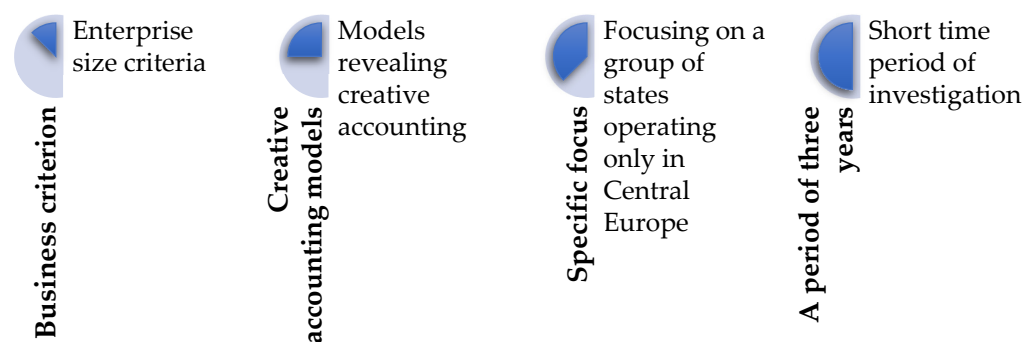 Business criterion
Enterprise
size criteria
Creative
accounting models
Models
revealing
creative
accounting
Specific focus
Focusing on a
group of
states
operating
only in
Central
Europe
A period of three
years
Short time
period of
investigation